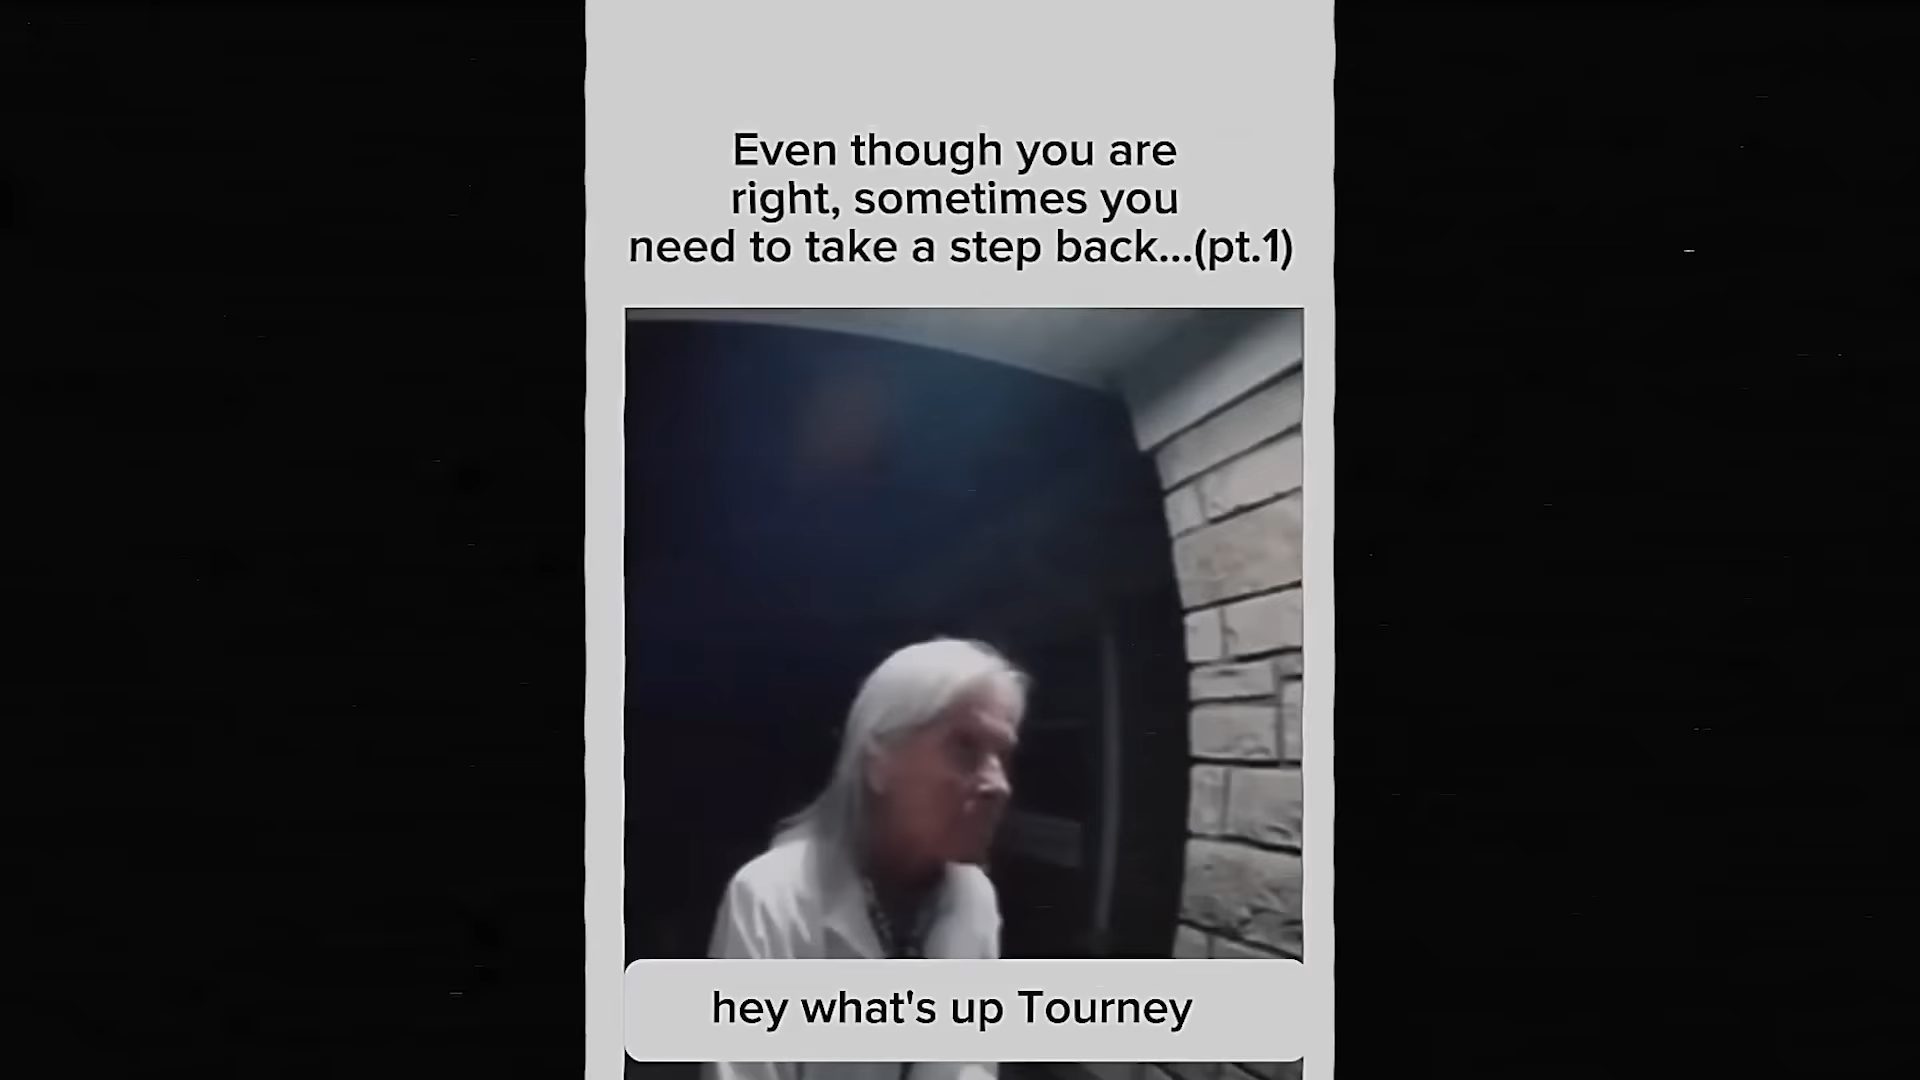 Even though you are
right, sometimes you
need to take a step back...(pt.1)
hey what's up Tourney